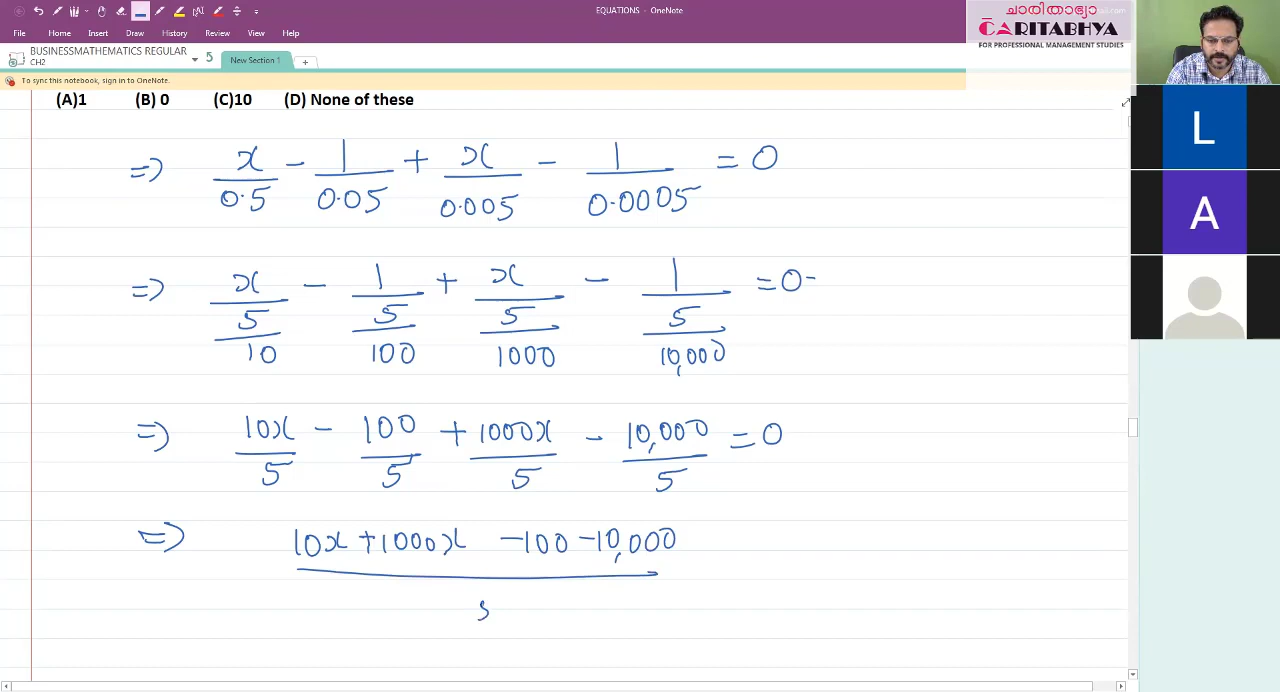 EQUATIONS - OneNote
ചാരിതാഭ്യാ
CARITABHYA
FOR PROFESSIONAL MANAGEMENT STUDIES
File Home Insert Draw History Review View Help
BUSINESSMATHEMATICS REGULAR
CH2
New Section 1 +
To sync this notebook, sign in to OneNote.
L
A
(A)1 (B) 0 (C)10 (D) None of these
=> x/0.5 - 1/0.05 + x/0.005 - 1/0.0005 = 0
=> x/(5/10) - 1/(5/100) + x/(5/1000) - 1/(5/10,000) = 0-
=> 10x/5 - 100/5 + 1000x/5 - 10,000/5 = 0
=> 10x + 1000x - 100 - 10,000
5